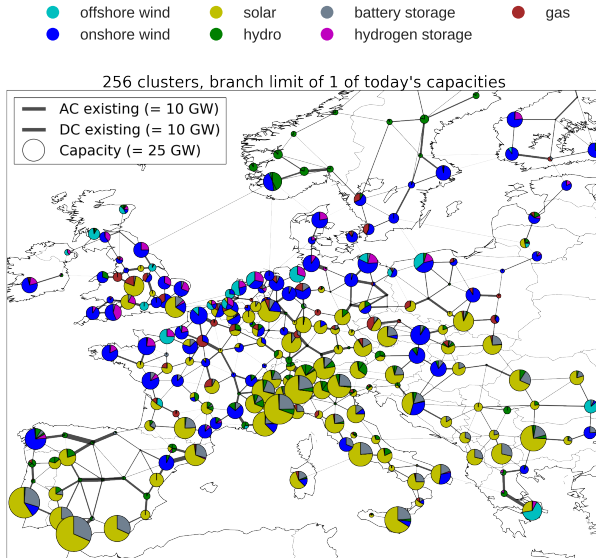 offshore wind solar battery storage gas
onshore wind hydro hydrogen storage
256 clusters, branch limit of 1 of today's capacities
AC existing (= 10 GW)
DC existing (= 10 GW)
Capacity (= 25 GW)